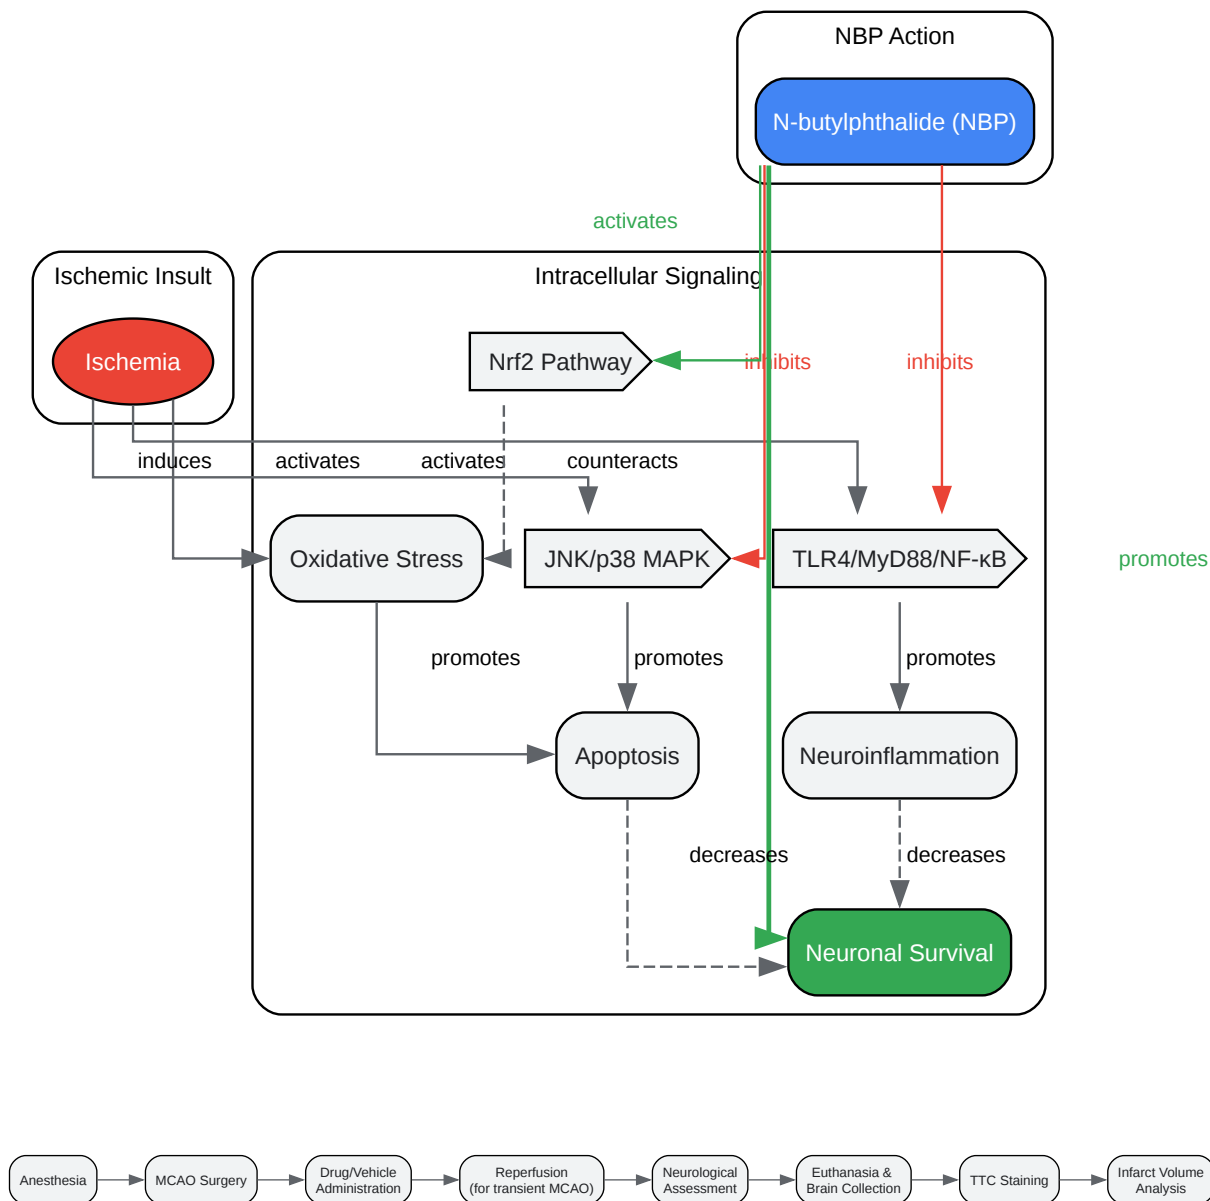 NBP Action
N-butylphthalide (NBP)
activates
Ischemic Insult
Intracellular Signaling
Ischemia
Nrf2 Pathway
inhibits
inhibits
induces
activates
activates
counteracts
Oxidative Stress
JNK/p38 MAPK
TLR4/MyD88/NF-κB
promotes
promotes
promotes
promotes
Apoptosis
Neuroinflammation
decreases
decreases
Neuronal Survival
Anesthesia
MCAO Surgery
Drug/Vehicle
Administration
Reperfusion
(for transient MCAO)
Neurological
Assessment
Euthanasia &
Brain Collection
TTC Staining
Infarct Volume
Analysis